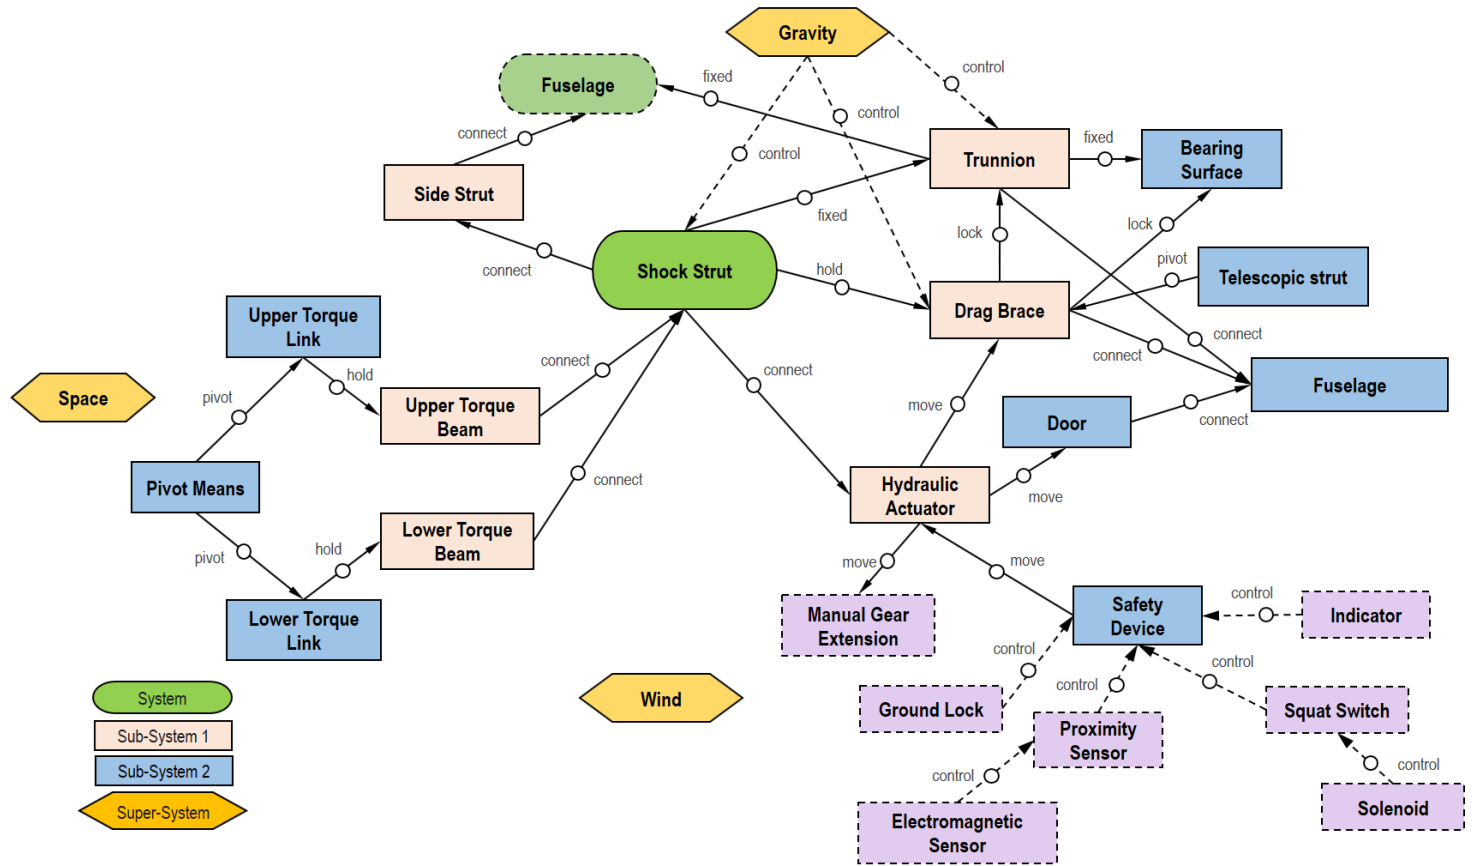 Gravity
control
fixed
Fuselage
control
connect
control
Trunnion
fixed
Bearing
Surface
Side Strut
fixed
lock
lock
connect
Shock Strut
hold
pivot
Telescopic strut
Drag Brace
Upper Torque
Link
connect
connect
connect
connect
Fuselage
Space
hold
pivot
Upper Torque
Beam
move
Door
connect
Pivot Means
connect
Hydraulic
Actuator
move
Lower Torque
Beam
pivot
hold
move
move
Lower Torque
Link
Manual Gear
Extension
Safety
Device
control
Indicator
control
control
control
System
Wind
Ground Lock
Proximity
Sensor
Squat Switch
Sub-System 1
Sub-System 2
control
control
Super-System
Electromagnetic
Sensor
Solenoid